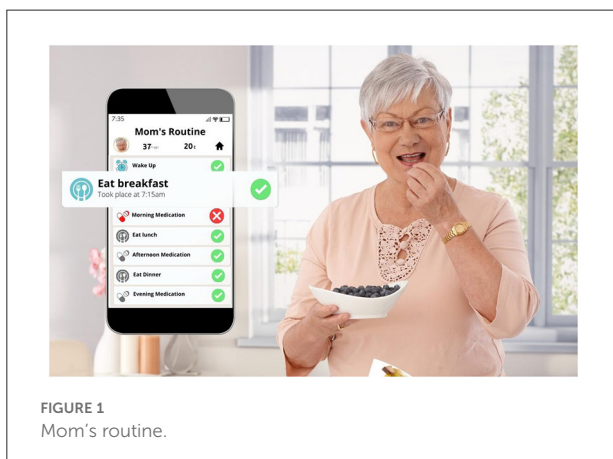 7:35
Mom's Routine
37
20
Wake Up
Eat breakfast
Took place at 7:15am
Morning Medication
Eat lunch
Afternoon Medication
Eat Dinner
Evening Medication
FIGURE 1
Mom's routine.